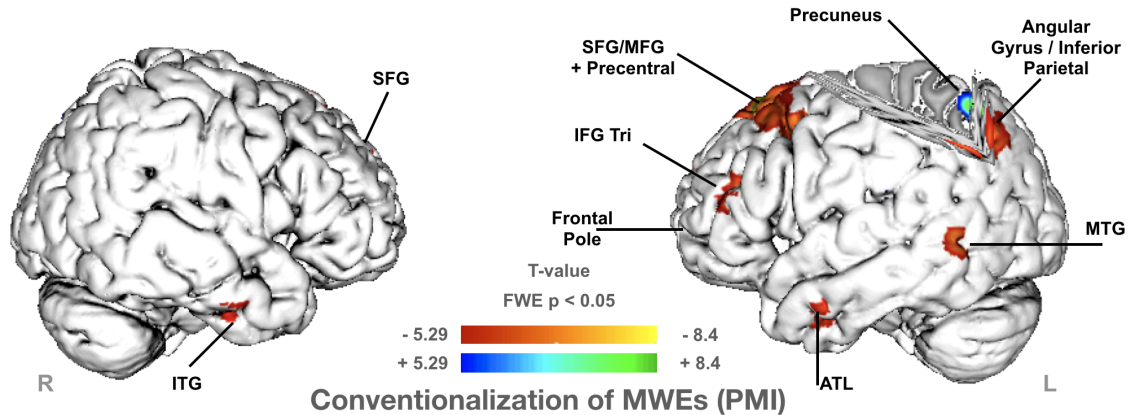 Precuneus
Angular
Gyrus / Inferior
Parietal
SFG/MFG
+ Precentral
SFG
IFG Tri
Frontal
Pole
MTG
T-value
FWE p < 0.05
- 5.29
- 8.4
+ 5.29
+ 8.4
R
ITG
ATL
L
Conventionalization of MWEs (PMI)